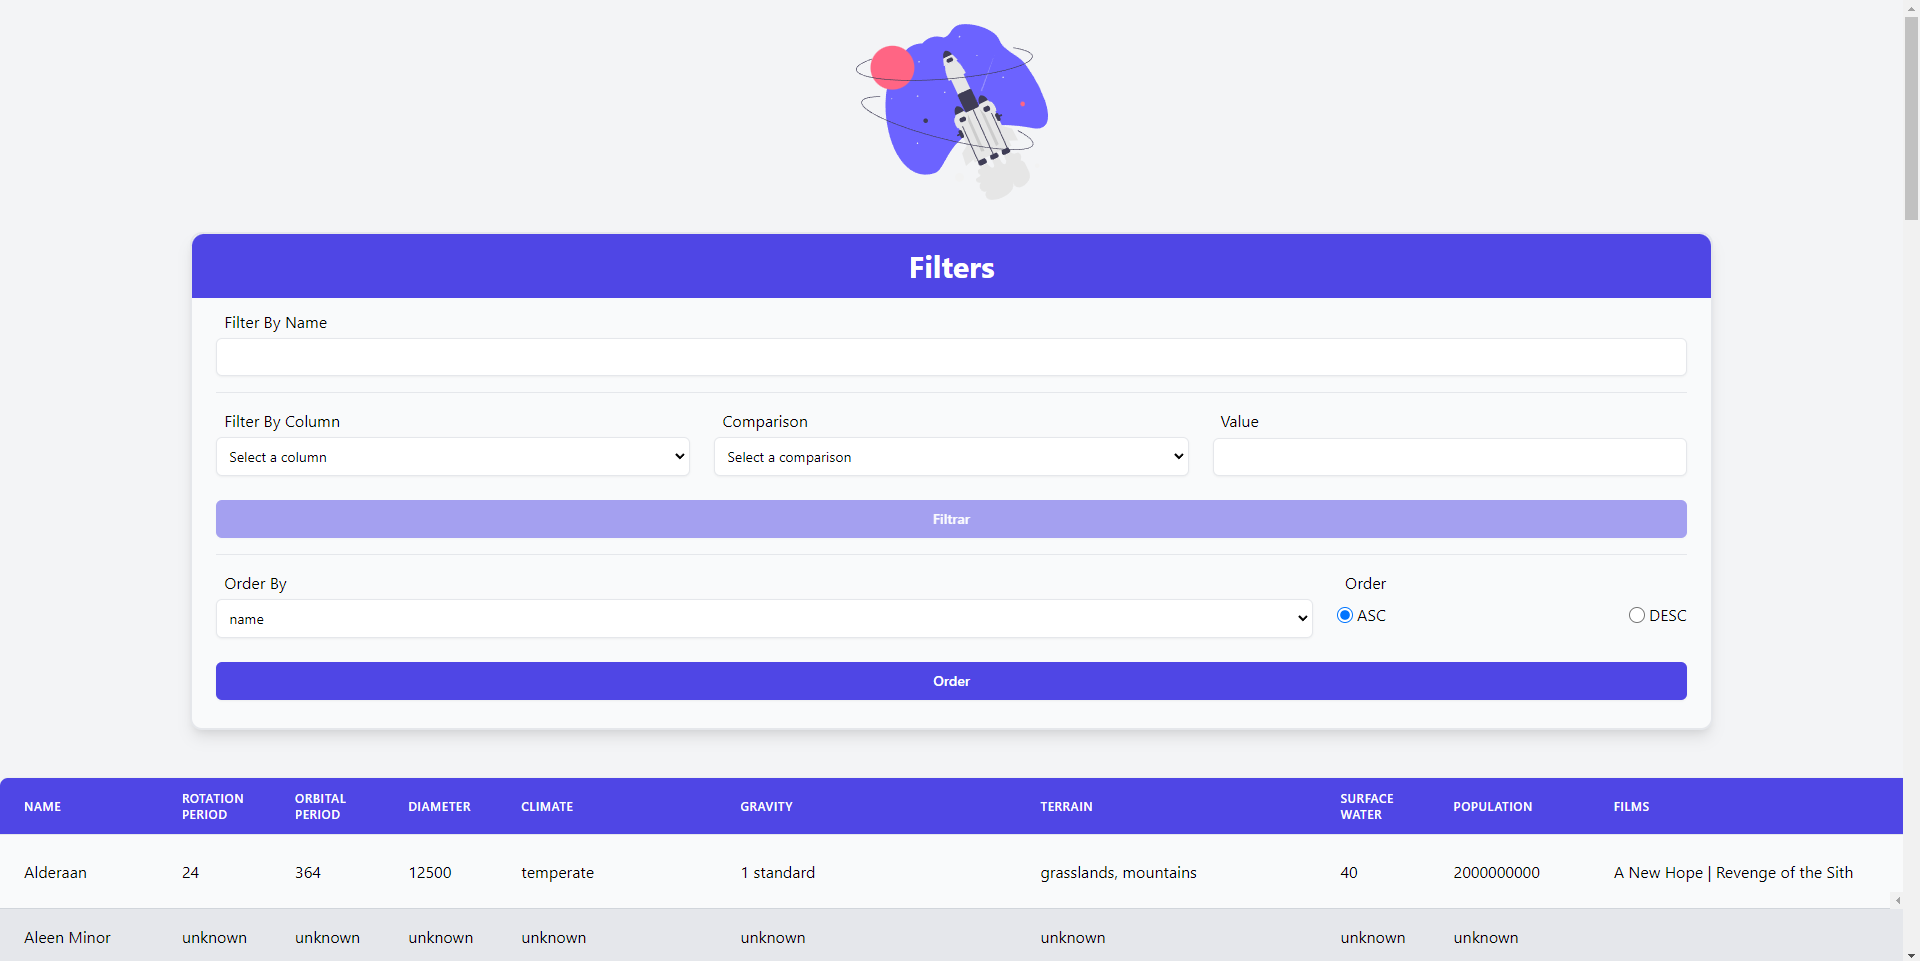 Filters
Filter By Name
Filter By Column Comparison Value
Select a column Select a comparison
Filtrar
Order By Order
name ASC DESC
Order
NAME ROTATION PERIOD ORBITAL PERIOD DIAMETER CLIMATE GRAVITY TERRAIN SURFACE WATER POPULATION FILMS
Alderaan 24 364 12500 temperate 1 standard grasslands, mountains 40 2000000000 A New Hope | Revenge of the Sith
Aleen Minor unknown unknown unknown unknown unknown unknown unknown unknown